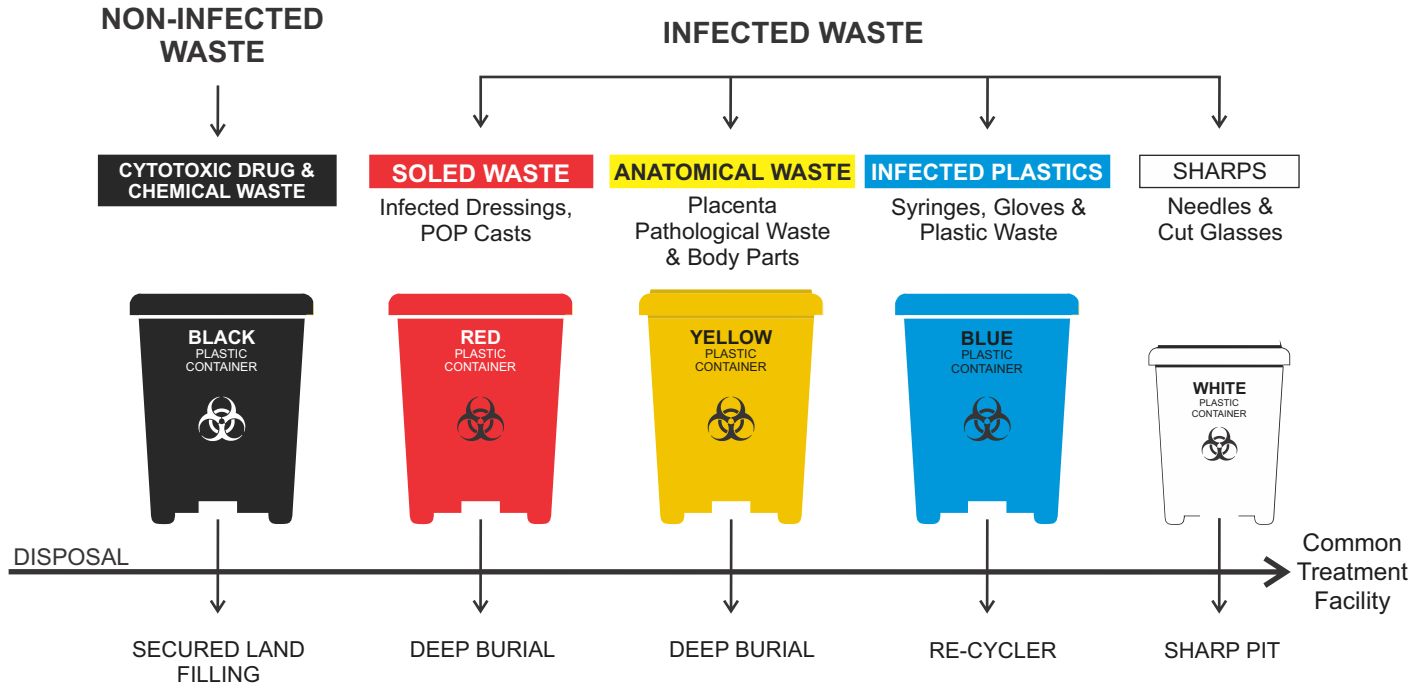 NON-INFECTED
WASTE
INFECTED WASTE
CYTOTOXIC DRUG &
CHEMICAL WASTE
SOLED WASTE
Infected Dressings,
POP Casts
ANATOMICAL WASTE
Placenta
Pathological Waste
& Body Parts
INFECTED PLASTICS
Syringes, Gloves &
Plastic Waste
SHARPS
Needles &
Cut Glasses
BLACK
PLASTIC
CONTAINER
RED
PLASTIC
CONTAINER
YELLOW
PLASTIC
CONTAINER
BLUE
PLASTIC
CONTAINER
WHITE
PLASTIC
CONTAINER
DISPOSAL
Common
Treatment
Facility
SECURED LAND
FILLING
DEEP BURIAL
DEEP BURIAL
RE-CYCLER
SHARP PIT